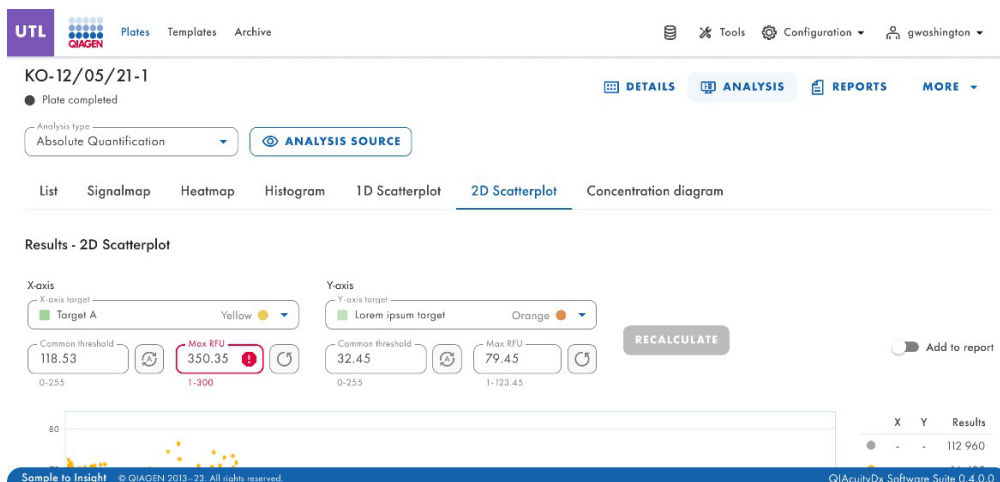 UTL
QIAGEN
Plates Templates Archive
Tools Configuration gwashington
KO-12/05/21-1
Plate completed
DETAILS ANALYSIS REPORTS MORE
Analysis type
Absolute Quantification
ANALYSIS SOURCE
List Signalmap Heatmap Histogram 1D Scatterplot 2D Scatterplot Concentration diagram
Results - 2D Scatterplot
X-axis Y-axis
X-axis target Y-axis target
Target A Yellow Lorem ipsum target Orange
Common threshold Max RFU Common threshold Max RFU
118.53 A 350.35 ! 32.45 A 79.45
RECALCULATE
Add to report
0-255 1-300 0-255 1-123.45
X Y Results
80
- - 112 960
Sample to Insight © QIAGEN 2013–23. All rights reserved. QIAcuityDx Software Suite 0.4.0.0